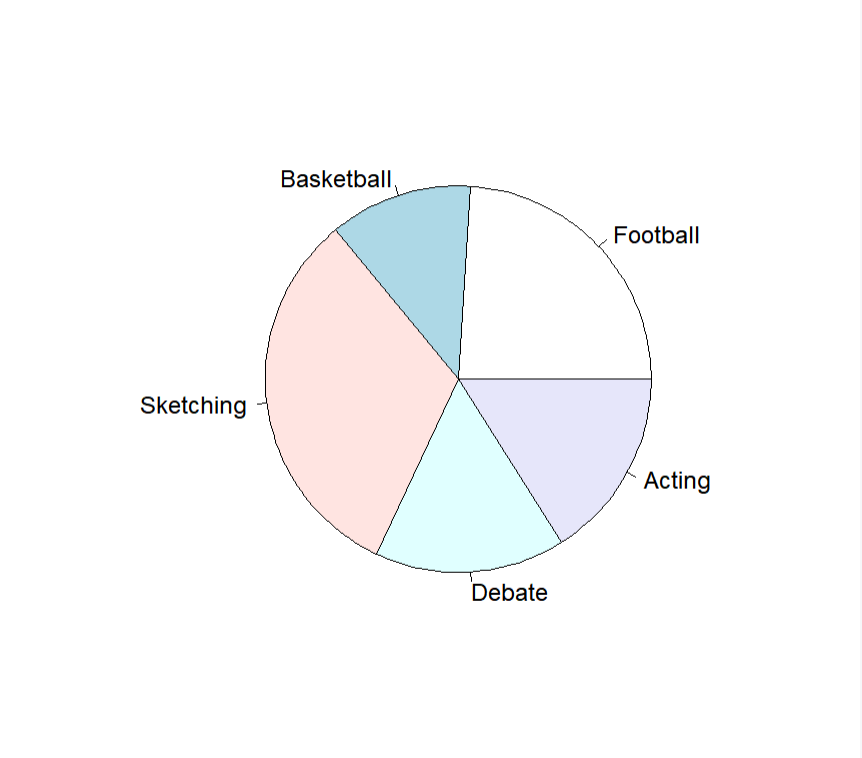 Basketball
Football
Sketching
Acting
Debate